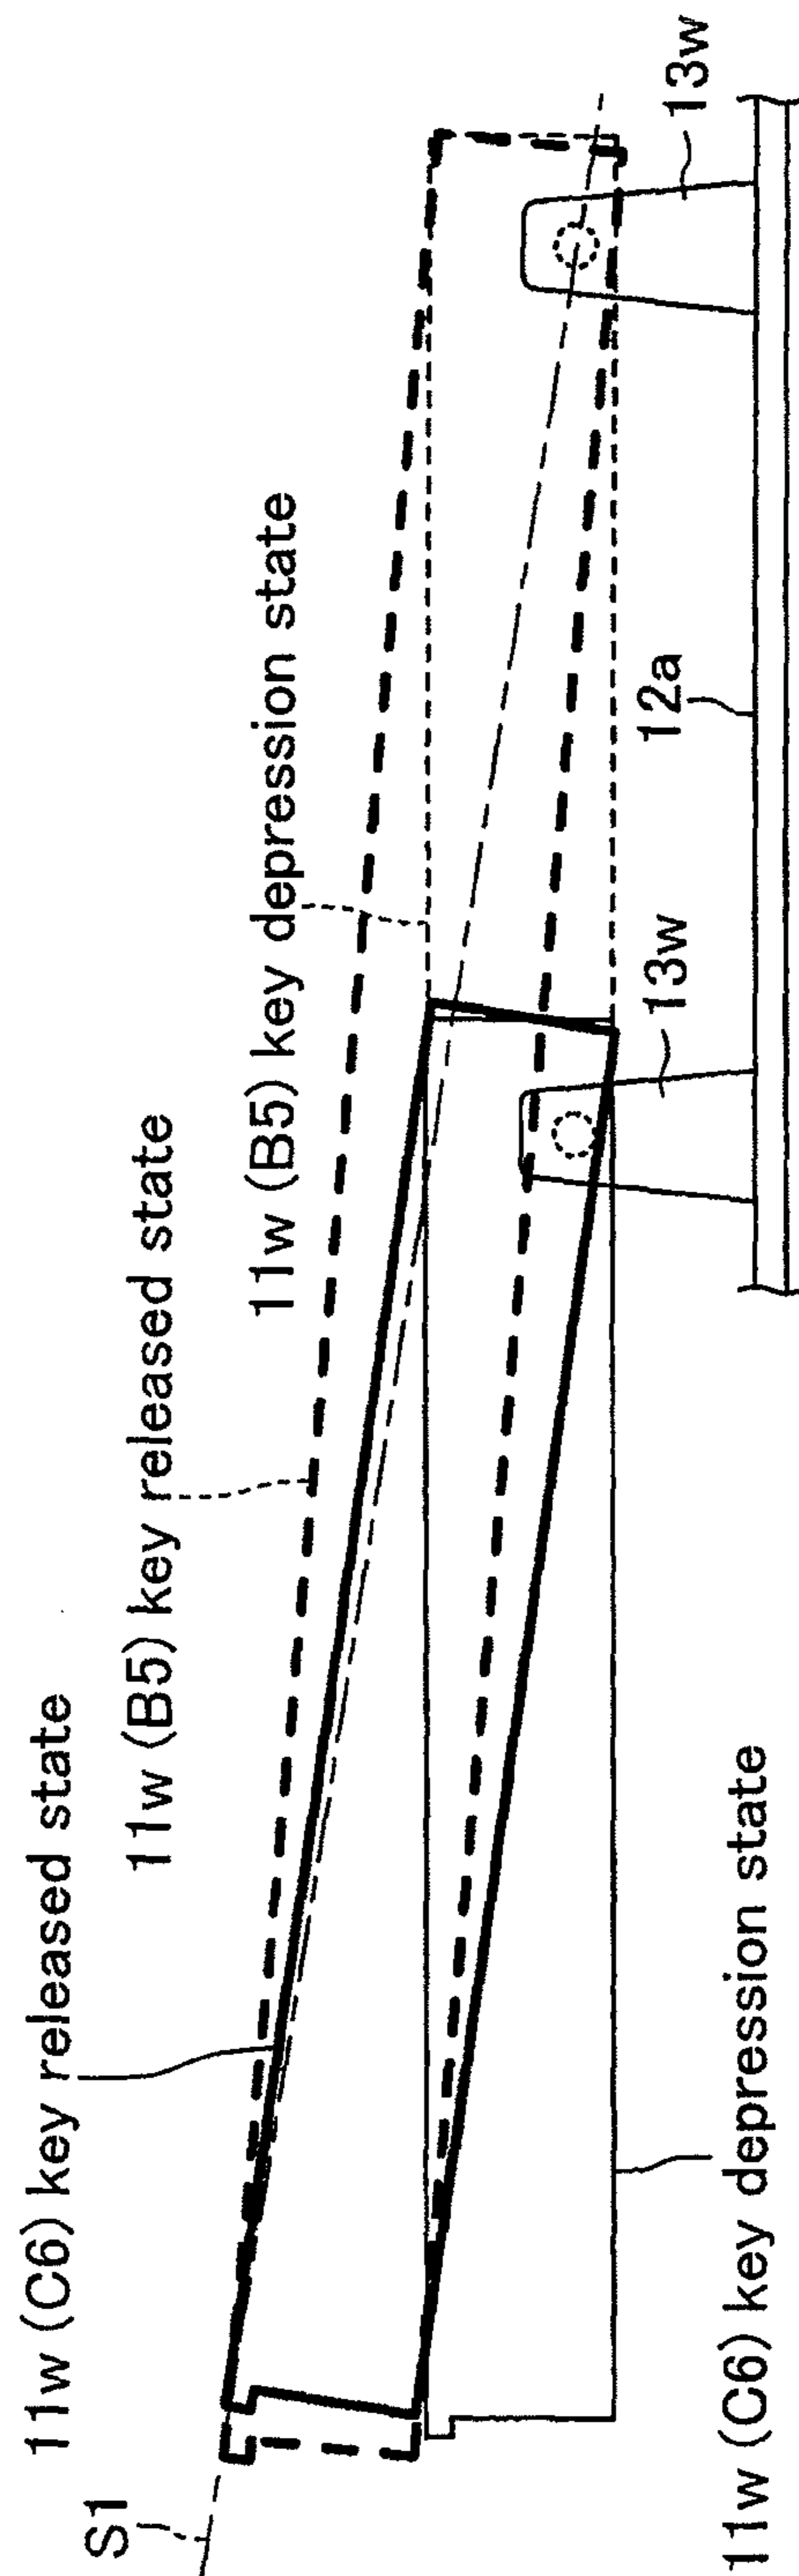 11w (C6) key released state
11w (B5) key released state
11w (B5) key depression state
S1
13w
13w
12a
11w (C6) key depression state